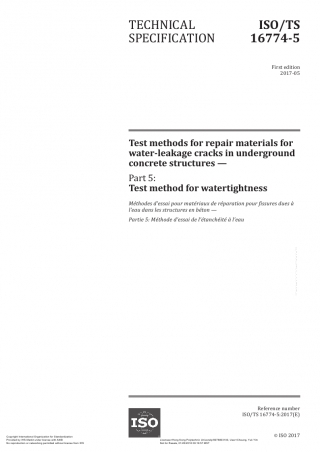 TECHNICAL
SPECIFICATION
ISO/TS
16774-5
First edition
2017-05
Test methods for repair materials for
water-leakage cracks in underground
concrete structures —
Part 5:
Test method for watertightness
Méthodes d'essai pour matériaux de réparation pour fissures dues à
l'eau dans les structures en béton —
Partie 5: Méthode d'essai de l'étanchéité à l'eau
Reference number
ISO/TS 16774-5:2017(E)
ISO
© ISO 2017